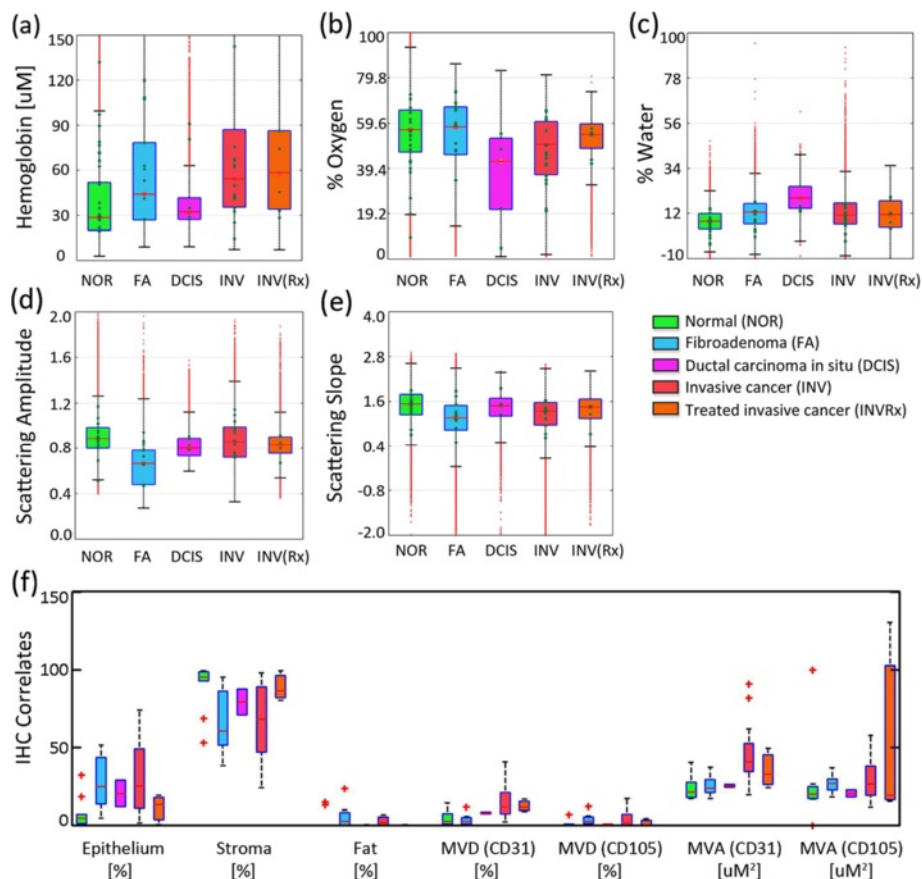 (a)
Hemoglobin [uM]
150
120
90
60
30
0
NOR FA DCIS INV INV(Rx)
(b)
% Oxygen
100
79.8
59.6
39.4
19.2
0
NOR FA DCIS INV INV(Rx)
(c)
% Water
100
78
56
34
12
-10
NOR FA DCIS INV INV(Rx)
(d)
Scattering Amplitude
2.0
1.6
1.2
0.8
0.4
0.0
NOR FA DCIS INV INV(Rx)
(e)
Scattering Slope
4.0
2.8
1.6
0.4
-0.8
-2.0
NOR FA DCIS INV INV(Rx)
Normal (NOR)
Fibroadenoma (FA)
Ductal carcinoma in situ (DCIS)
Invasive cancer (INV)
Treated invasive cancer (INVRx)
(f)
IHC Correlates
150
100
50
0
Epithelium Stroma Fat MVD (CD31) MVD (CD105) MVA (CD31) MVA (CD105)
[%] [%] [%] [%] [%] [uM²] [uM²]